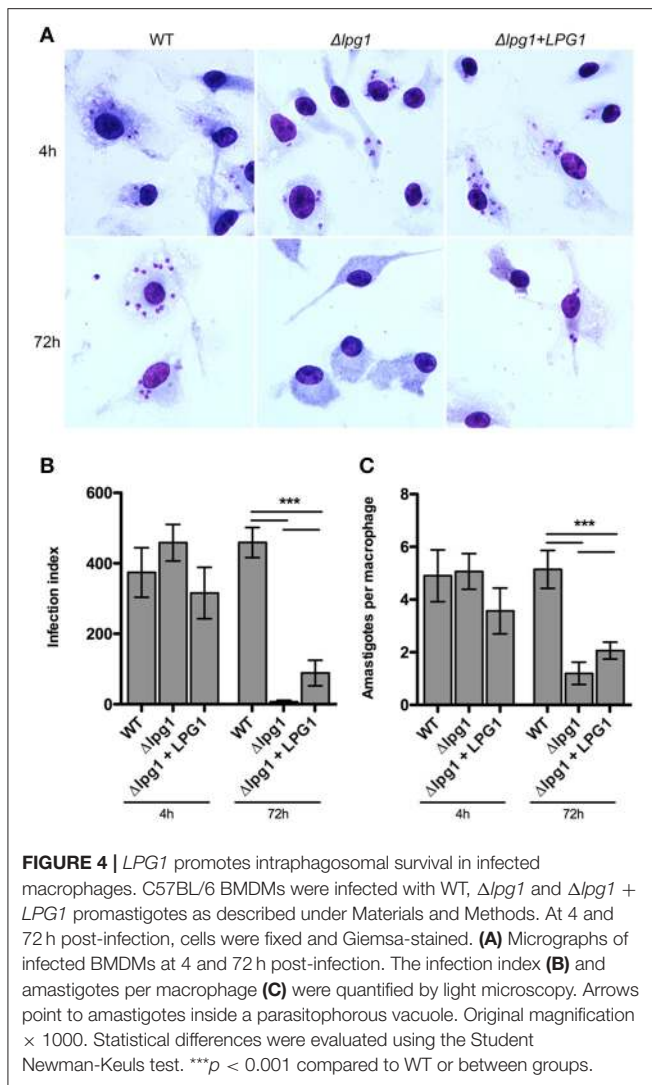 A
WT
Δlpg1
Δlpg1+LPG1
4h
72h
B
C
600
400
200
0
Infection index
***
WT
Δlpg1
Δlpg1 + LPG1
WT
Δlpg1
Δlpg1 + LPG1
4h
72h
8
6
4
2
0
Amastigotes per macrophage
***
WT
Δlpg1
Δlpg1 + LPG1
WT
Δlpg1
Δlpg1 + LPG1
4h
72h
FIGURE 4 | LPG1 promotes intraphagosomal survival in infected
macrophages. C57BL/6 BMDMs were infected with WT, Δlpg1 and Δlpg1 +
LPG1 promastigotes as described under Materials and Methods. At 4 and
72 h post-infection, cells were fixed and Giemsa-stained. (A) Micrographs of
infected BMDMs at 4 and 72 h post-infection. The infection index (B) and
amastigotes per macrophage (C) were quantified by light microscopy. Arrows
point to amastigotes inside a parasitophorous vacuole. Original magnification
× 1000. Statistical differences were evaluated using the Student
Newman-Keuls test. ***p < 0.001 compared to WT or between groups.